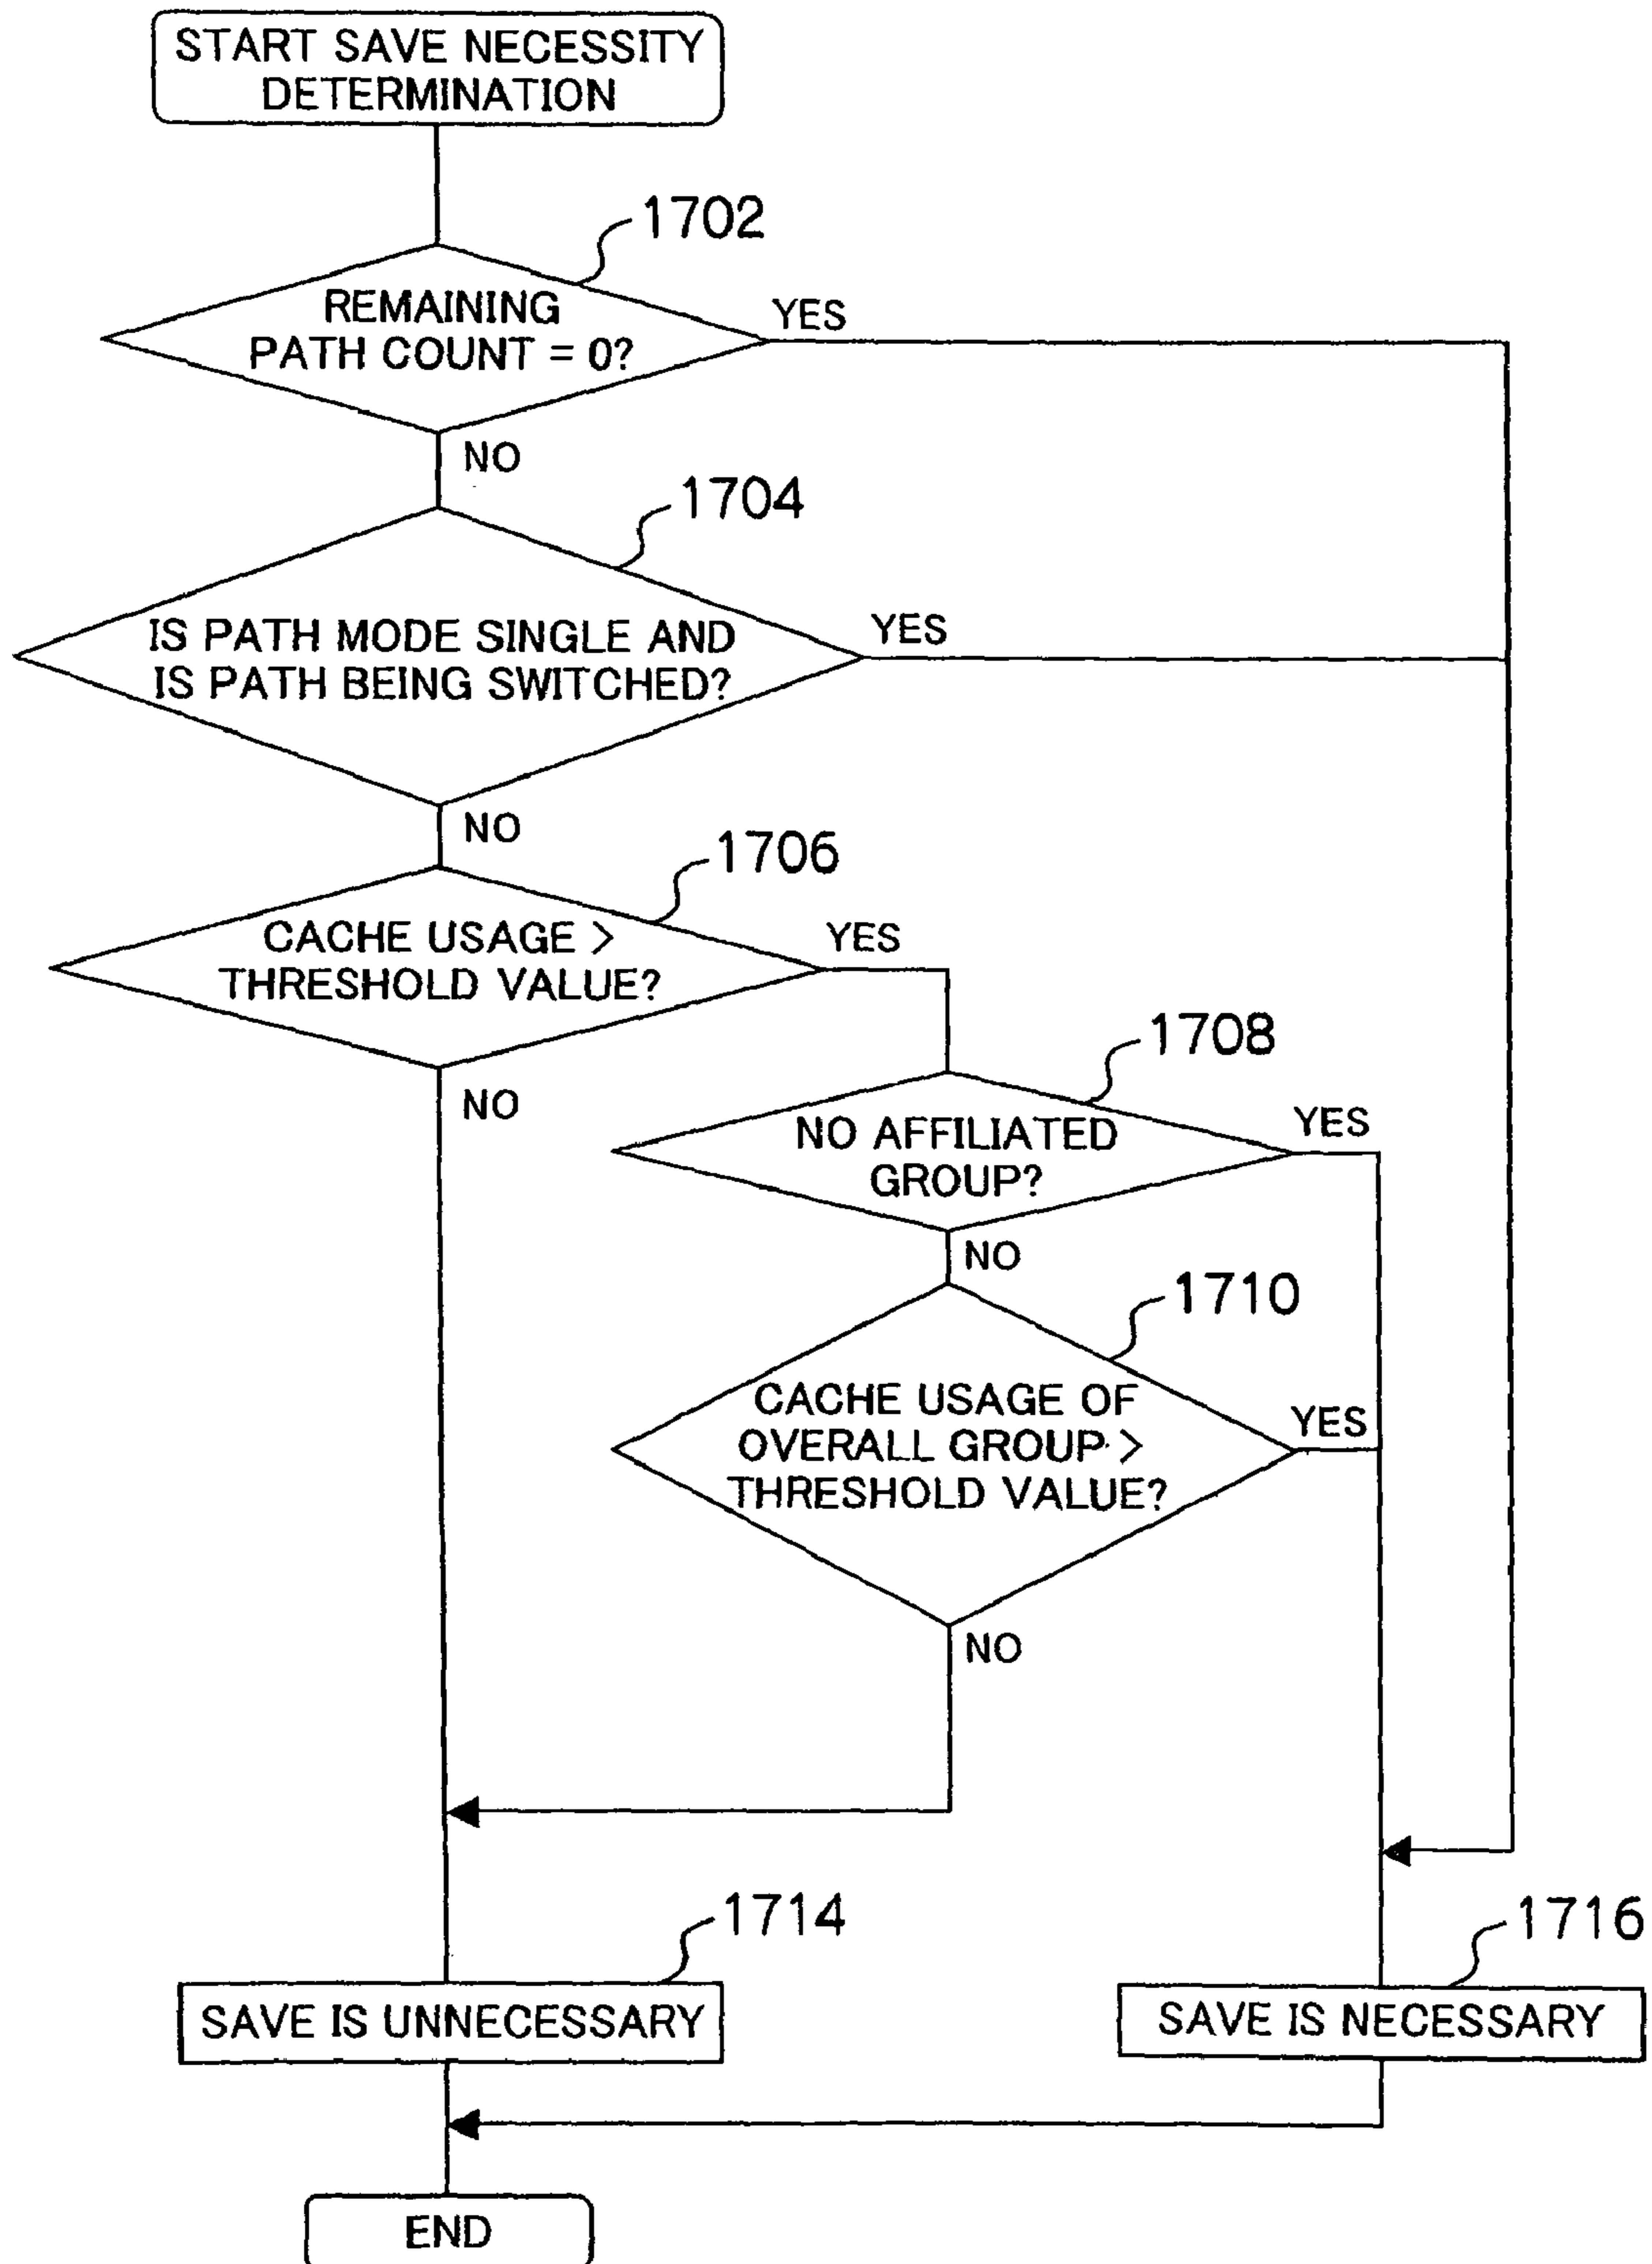 START SAVE NECESSITY
DETERMINATION
1702
REMAINING
PATH COUNT = 0?
YES
NO
1704
IS PATH MODE SINGLE AND
IS PATH BEING SWITCHED?
YES
NO
1706
CACHE USAGE >
THRESHOLD VALUE?
YES
NO
1708
NO AFFILIATED
GROUP?
YES
NO
1710
CACHE USAGE OF
OVERALL GROUP >
THRESHOLD VALUE?
YES
NO
1714
SAVE IS UNNECESSARY
1716
SAVE IS NECESSARY
END